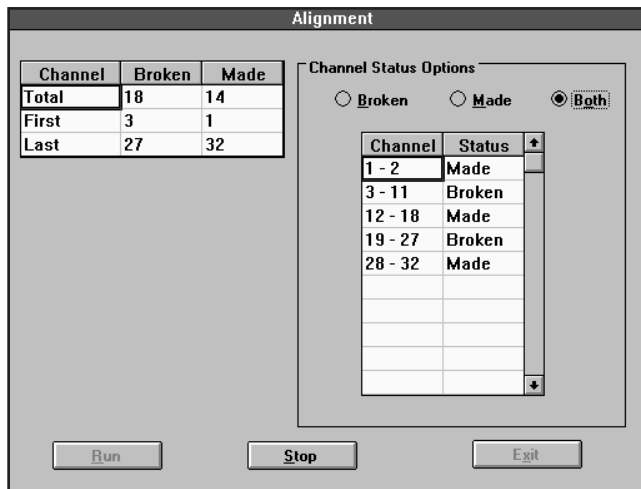 Alignment
Channel Broken Made
Total 18 14
First 3 1
Last 27 32
Channel Status Options
Broken Made Both
Channel Status
1 - 2 Made
3 - 11 Broken
12 - 18 Made
19 - 27 Broken
28 - 32 Made
Run Stop Exit